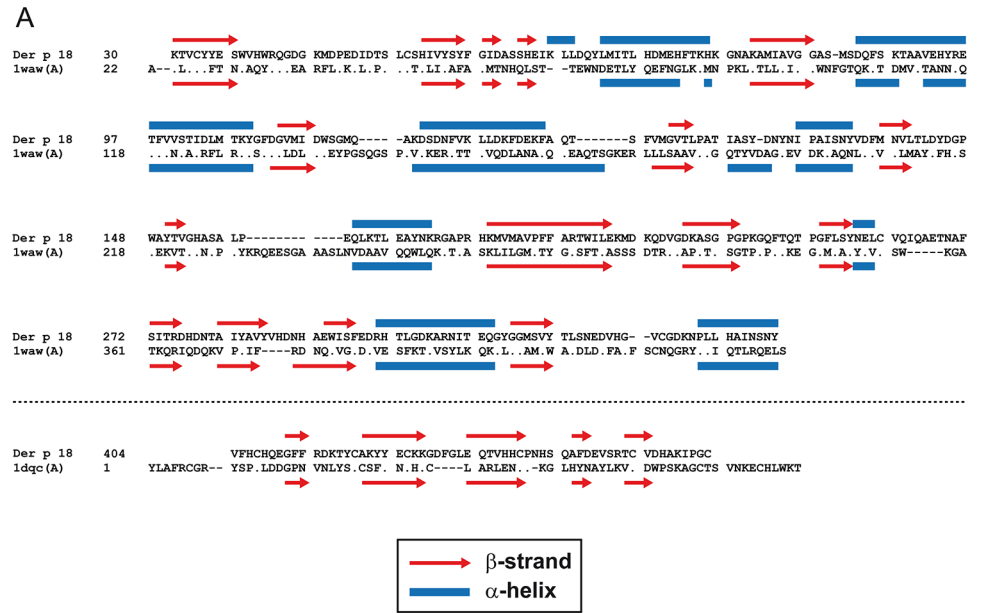 A
Der p 18 30 KTVCYYE SWVHWRQGDG KMDPEDIDTS LCSHIVYSYF GIDASSHEIK LLDQYLMITL HDMEHFTKHK GNAKAMIAVG GAS-MSDQFSK TAAVEHYRE
1waw(A) 22 A--.L...FT N.AQY...EA RFL.K.L.P. .T..LI.AFA .MTNHQLST- -TEWNDETLY QEFNGLK.MN PKL.TLL.I. .WNFGTQK.T DMV.TANN.Q
Der p 18 97 TFVVSTIDLM TKYGFDGVMI DWSGMQ----- AKDSDNFVKL LDKFDEKFA QT------S FVMGVTLPAT IASY-DNYNI PAISNYVDFM NVLTLDYDGP
1waw(A) 118 ...N.A.RFL R..S...LDL. ..EYPGSQGSP .V.KER.TT. .VQDLANA.Q .EAQTSGKER LLLSAAV..G QTYVDAG.EV DK.AQNL..V .LMAY.FH.S
Der p 18 148 WAYTVGHASA LP---------- -EQLKTL EAYNKRGAPR HKMVMAVPFF ARTWILEKMD KQDVGDKASG PGPKGQFTQT PGFLSYNELC VQIQAETNAF
1waw(A) 218 .EKVT..N.P .YKRQEESGA AASLNVDAAV QQWLQK.T.A SKLILGM.TY G.SFT.ASSS DTR..AP.T. SGTP.P..KE G.M.A.Y.V. SW-----KGA
Der p 18 272 SITRDHDNTA IYAVYVHDNH AEWISFEDRH TLGDKARNIT EQGYGGMSVY TLSNEDVHG- -VCGDKNPLL HAINSNY
1waw(A) 361 TKQRIQDQKV P.IF----RD NQ.VG.D.VE SFKT.VSYLK QK.L..AM.W A.DLD.FA.F SCNQGRY..I QTLRQELS
Der p 18 404 VFHCHQEGFF RDKTYCAKYY ECKKGDFGLE QTVHHCPNHS QAFDEVSRTC VDHAKIPGC
1dqc(A) 1 YLAFRCGR-- YSP.LDDGPN VNLYS.CSF. N.H.C----L ARLEN..KG LHYNAYLKV. DWPSKAGCTS VNKECHLWKT
β-strand
α-helix